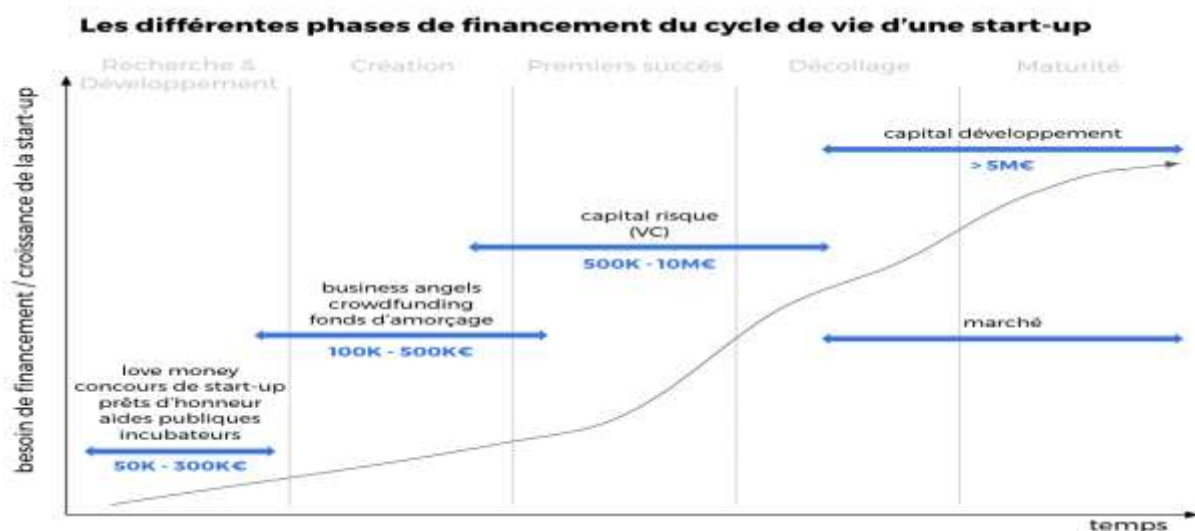 Les différentes phases de financement du cycle de vie d'une start-up
Recherche &
Développement
Création
Premiers succès
Décollage
Maturité
besoin de financement / croissance de la start-up
capital développement
> 5M€
capital risque
(VC)
500K - 10M€
business angels
crowdfunding
fonds d'amorçage
100K - 500K€
marché
love money
concours de start-up
prêts d'honneur
aides publiques
incubateurs
50K - 300K€
temps